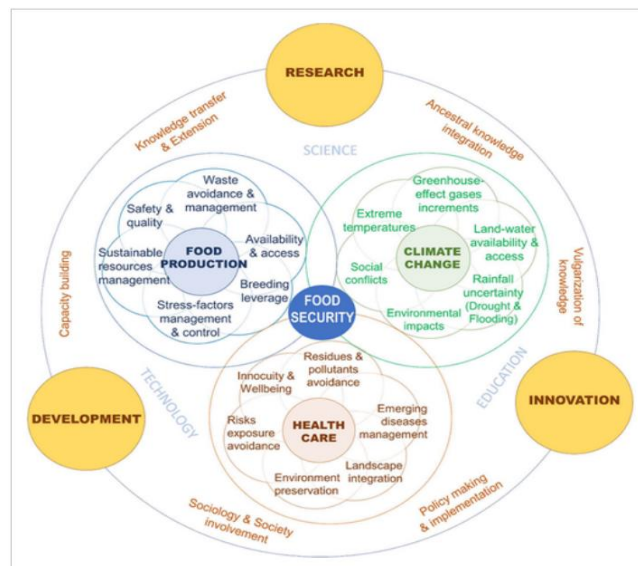 RESEARCH
Knowledge transfer
& Extension
Ancestral knowledge
integration
SCIENCE
Waste
avoidance &
management
Safety &
quality
Availability
& access
FOOD
PRODUCTION
Sustainable
resources
management
Breeding
leverage
Stress-factors
management
& control
Greenhouse-
effect gases
increments
Extreme
temperatures
Land-water
availability &
access
CLIMATE
CHANGE
Social
conflicts
Rainfall
uncertainty
(Drought &
Flooding)
Environmental
impacts
Capacity building
Vulgarization of
knowledge
FOOD
SECURITY
TECHNOLOGY
EDUCATION
Residues &
pollutants
avoidance
Innocuity &
Wellbeing
Emerging
diseases
management
Risks
exposure
avoidance
HEALTH
CARE
Landscape
integration
Environment
preservation
DEVELOPMENT
INNOVATION
Sociology & Society
involvement
Policy making
& implementation